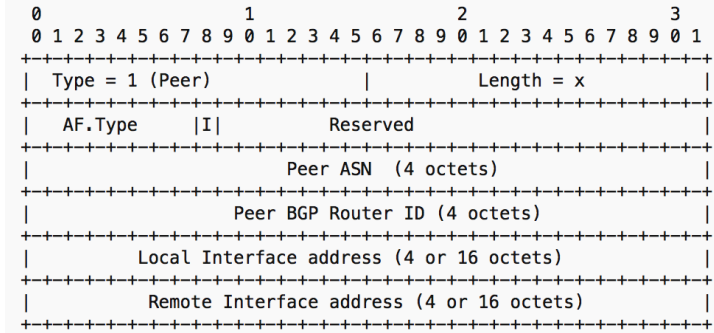 0                   1                   2                   3
0 1 2 3 4 5 6 7 8 9 0 1 2 3 4 5 6 7 8 9 0 1 2 3 4 5 6 7 8 9 0 1
+-+-+-+-+-+-+-+-+-+-+-+-+-+-+-+-+-+-+-+-+-+-+-+-+-+-+-+-+-+-+-+-+
|  Type = 1 (Peer)              |          Length = x           |
+-+-+-+-+-+-+-+-+-+-+-+-+-+-+-+-+-+-+-+-+-+-+-+-+-+-+-+-+-+-+-+-+
|   AF.Type     |I|          Reserved                           |
+-+-+-+-+-+-+-+-+-+-+-+-+-+-+-+-+-+-+-+-+-+-+-+-+-+-+-+-+-+-+-+-+
|                        Peer ASN  (4 octets)                   |
+-+-+-+-+-+-+-+-+-+-+-+-+-+-+-+-+-+-+-+-+-+-+-+-+-+-+-+-+-+-+-+-+
|                   Peer BGP Router ID (4 octets)               |
+-+-+-+-+-+-+-+-+-+-+-+-+-+-+-+-+-+-+-+-+-+-+-+-+-+-+-+-+-+-+-+-+
|          Local Interface address (4 or 16 octets)             |
+-+-+-+-+-+-+-+-+-+-+-+-+-+-+-+-+-+-+-+-+-+-+-+-+-+-+-+-+-+-+-+-+
|           Remote Interface address (4 or 16 octets)           |
+-+-+-+-+-+-+-+-+-+-+-+-+-+-+-+-+-+-+-+-+-+-+-+-+-+-+-+-+-+-+-+-+